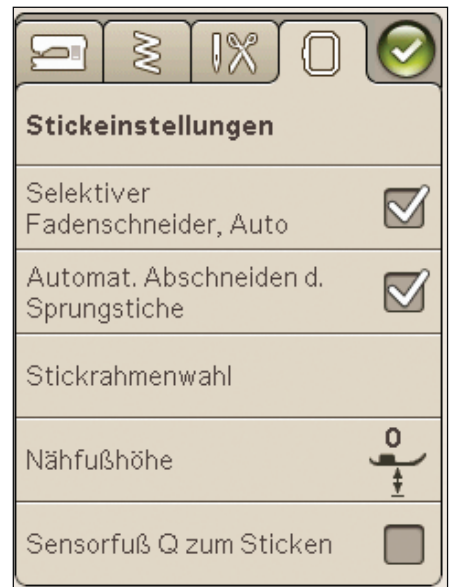 Stickeinstellungen
Selektiver
Fadenschneider, Auto
Automat. Abschneiden d.
Sprungstiche
Stickrahmenwahl
0
Nähfußhöhe
Sensorfuß Q zum Sticken